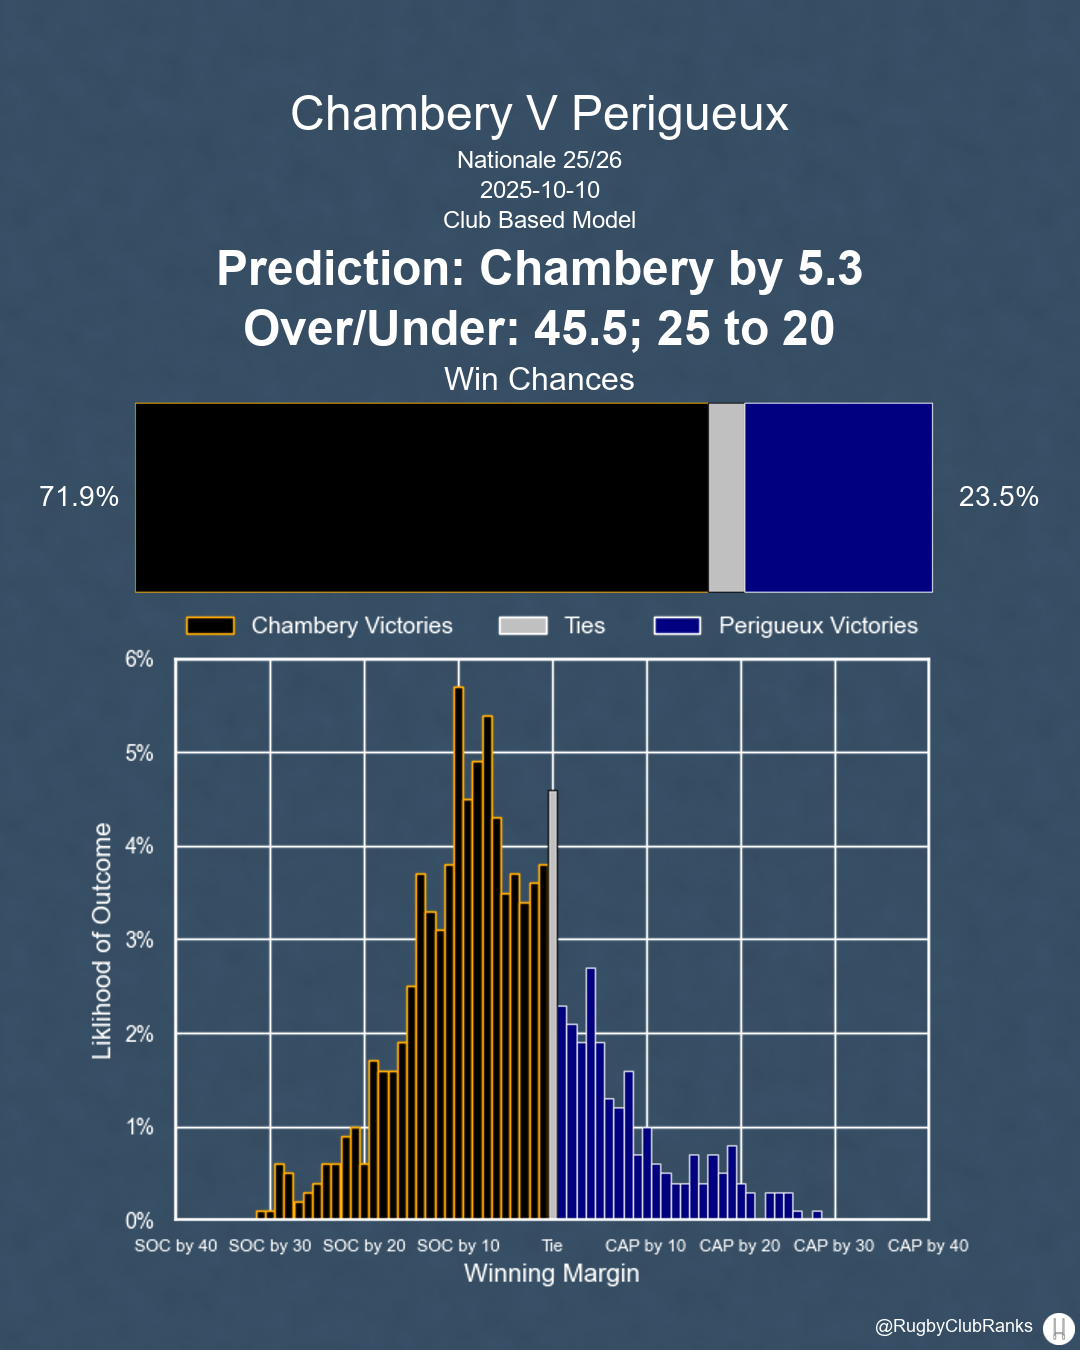 Chambery V Perigueux
Nationale 25/26
2025-10-10
Club Based Model
Prediction: Chambery by 5.3
Over/Under: 45.5; 25 to 20
Win Chances
71.9%
23.5%
Chambery Victories
Ties
Perigueux Victories
6%
5%
4%
3%
2%
1%
0%
Liklihood of Outcome
SOC by 40
SOC by 30
SOC by 20
SOC by 10
Tie
CAP by 10
CAP by 20
CAP by 30
CAP by 40
Winning Margin
@RugbyClubRanks